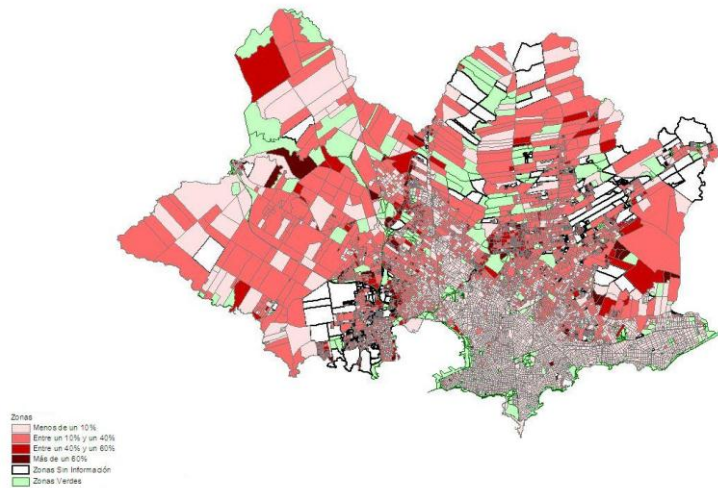 Zonas
Menos de un 10%
Entre un 10% y un 40%
Entre un 40% y un 60%
Más de un 60%
Zonas Sin Información
Zonas Verdes